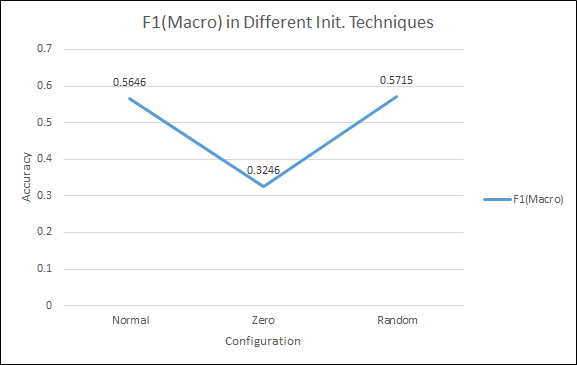 F1(Macro) in Different Init. Techniques
0.7
0.6
0.5
0.4
0.3
0.2
0.1
0
Accuracy
0.5646
0.3246
0.5715
Normal
Zero
Random
Configuration
F1(Macro)